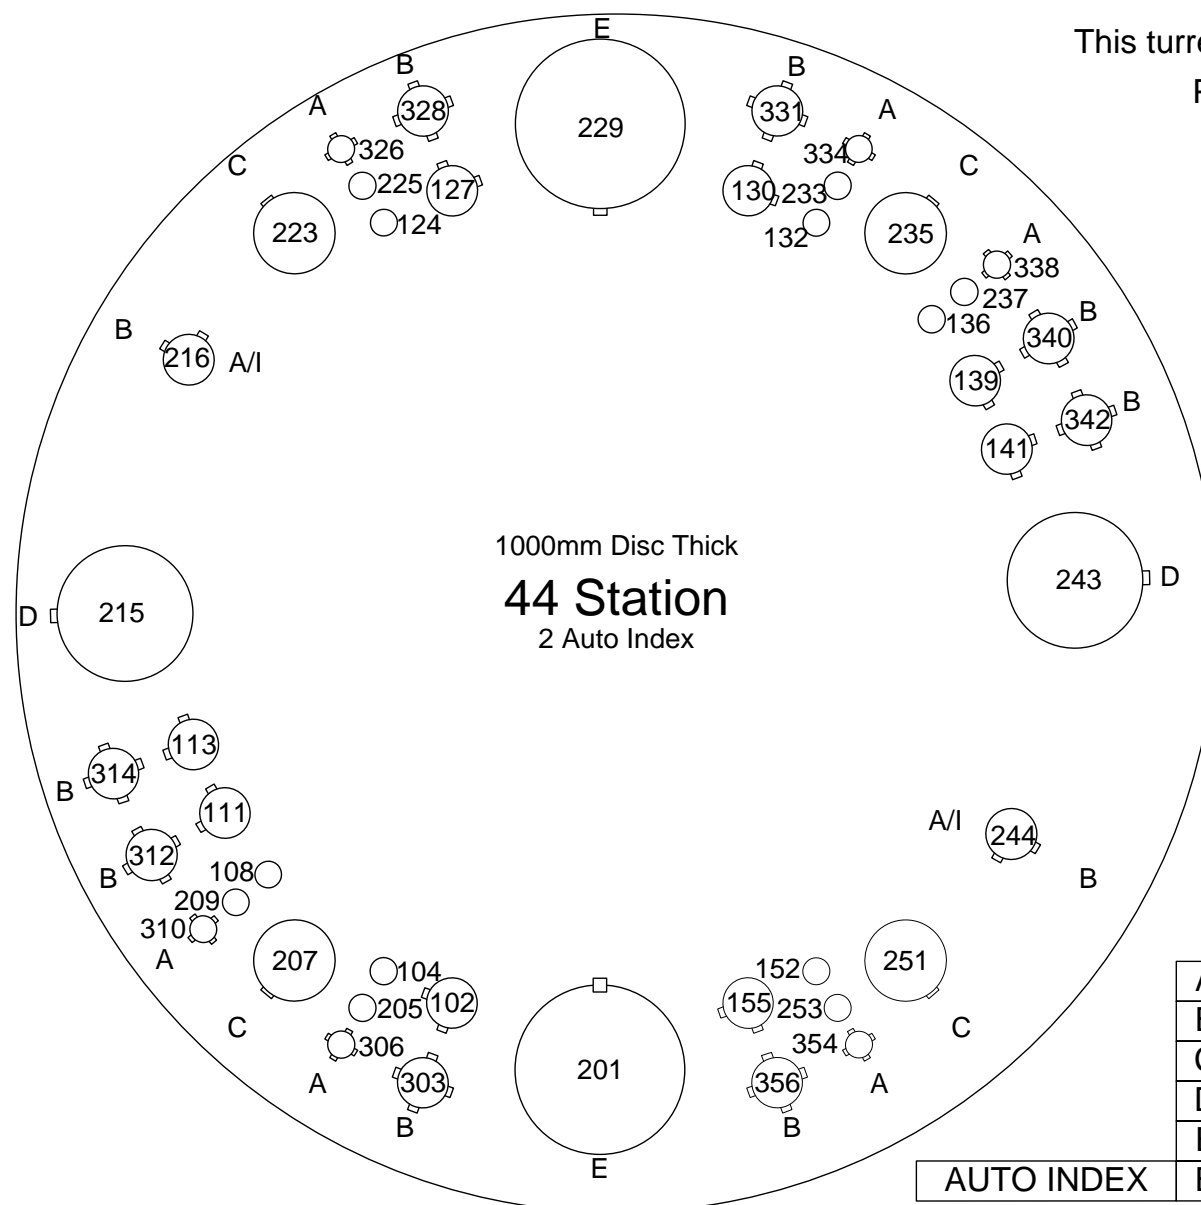 E
This turr
B
B
A
A
328
331
229
326
334
C
C
225
127
130
233
124
132
223
235
A
338
237
B
136
340
B
216
A/I
139
B
342
141
1000mm Disc Thick
44 Station
2 Auto Index
D
215
243
D
113
314
B
111
A/I
244
312
B
108
B
209
310
A
207
104
152
251
205
102
155
253
C
306
354
C
A
303
201
356
A
B
B
E
A
C
AUTO INDEX